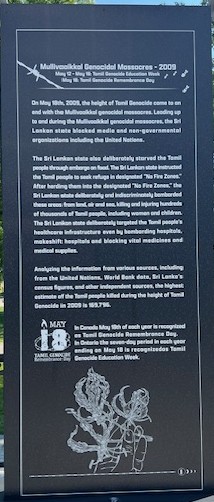 Mullivaaikkal Genocidal Massacres - 2009
May 12 - May 18: Tamil Genocide Education Week
May 18: Tamil Genocide Remembrance Day
On May 18th, 2009, the height of Tamil Genocide came to an
end with the Mullivaaikkal genocidal massacres. Leading up
to and during the Mullivaaikkal genocidal massacres, the Sri
Lankan state blocked media and non-governmental
organizations including the United Nations.
The Sri Lankan state also deliberately starved the Tamil
people through embargo on food. The Sri Lankan state instructed
the Tamil people to seek refuge in designated "No Fire Zones."
After herding them into the designated "No Fire Zones," the
Sri Lankan state deliberately and indiscriminately bombarded
these areas from land, air and sea, killing and injuring hundreds
of thousands of Tamil people, including women and children.
The Sri Lankan state deliberately targeted the Tamil people's
healthcare infrastructure even by bombarding hospitals,
makeshift hospitals and blocking vital medicines and
medical supplies.
Analyzing the information from various sources, including
from the United Nations, World Bank data, Sri Lanka's
census figures, and other independent sources, the highest
estimate of the Tamil people killed during the height of Tamil
Genocide in 2009 is 169,796.
MAY
18
TAMIL GENOCIDE
Remembrance Day
In Canada May 18th of each year is recognized
as Tamil Genocide Remembrance Day.
In Ontario the seven-day period in each year
ending on May 18 is recognized as Tamil
Genocide Education Week.